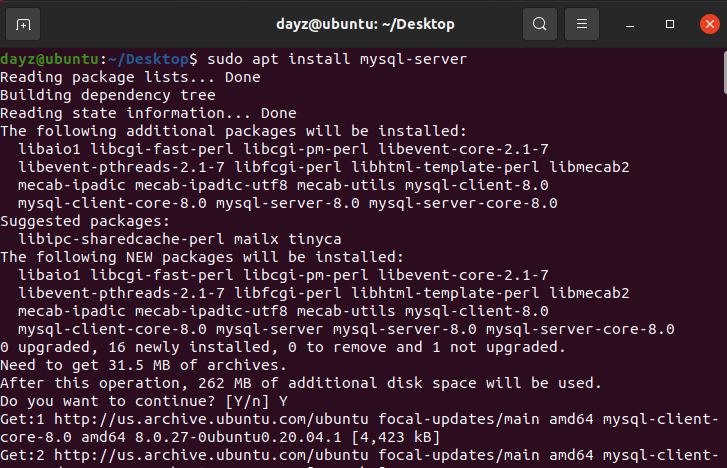 dayz@ubuntu: ~/Desktop
dayz@ubuntu:~/Desktop$ sudo apt install mysql-server
Reading package lists... Done
Building dependency tree
Reading state information... Done
The following additional packages will be installed:
  libaio1 libcgi-fast-perl libcgi-pm-perl libevent-core-2.1-7
  libevent-pthreads-2.1-7 libfcgi-perl libhtml-template-perl libmecab2
  mecab-ipadic mecab-ipadic-utf8 mecab-utils mysql-client-8.0
  mysql-client-core-8.0 mysql-server-8.0 mysql-server-core-8.0
Suggested packages:
  libipc-sharedcache-perl mailx tinyca
The following NEW packages will be installed:
  libaio1 libcgi-fast-perl libcgi-pm-perl libevent-core-2.1-7
  libevent-pthreads-2.1-7 libfcgi-perl libhtml-template-perl libmecab2
  mecab-ipadic mecab-ipadic-utf8 mecab-utils mysql-client-8.0
  mysql-client-core-8.0 mysql-server mysql-server-8.0 mysql-server-core-8.0
0 upgraded, 16 newly installed, 0 to remove and 1 not upgraded.
Need to get 31.5 MB of archives.
After this operation, 262 MB of additional disk space will be used.
Do you want to continue? [Y/n] Y
Get:1 http://us.archive.ubuntu.com/ubuntu focal-updates/main amd64 mysql-client-
core-8.0 amd64 8.0.27-0ubuntu0.20.04.1 [4,423 kB]
Get:2 http://us.archive.ubuntu.com/ubuntu focal-updates/main amd64 mysql-client-